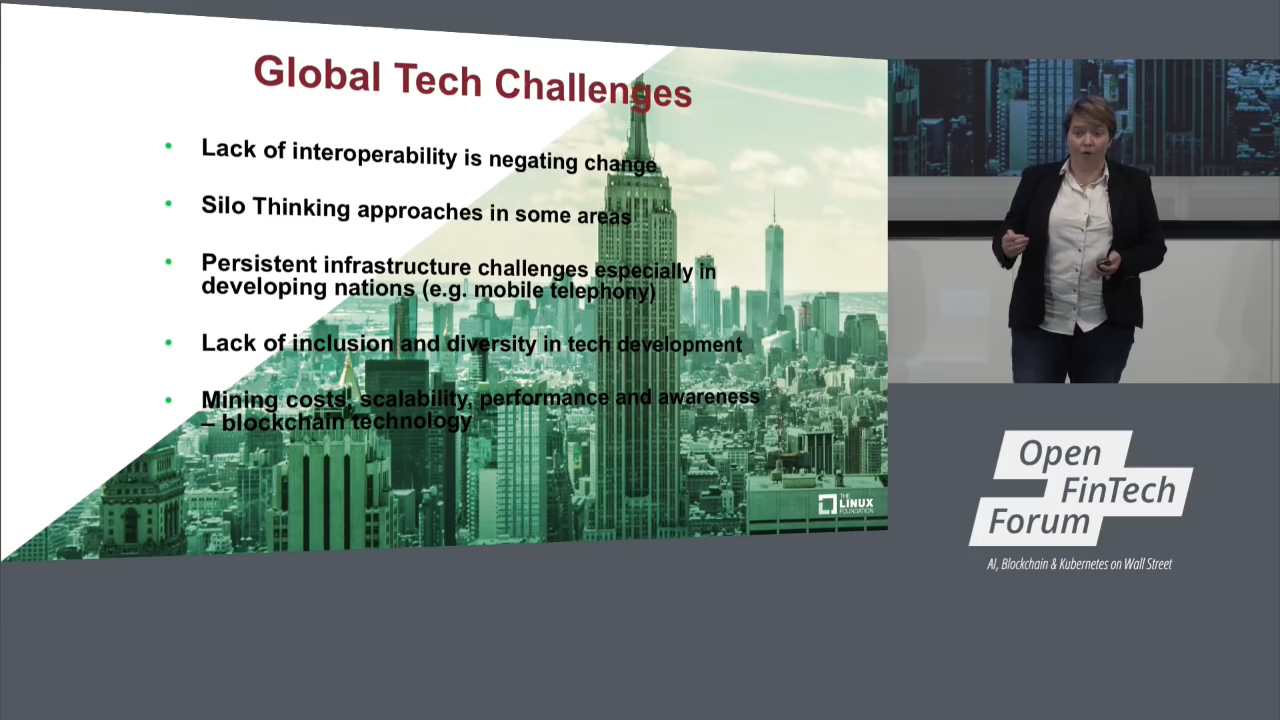 Global Tech Challenges
• Lack of interoperability is negating change
• Silo Thinking approaches in some areas
• Persistent infrastructure challenges especially in
developing nations (e.g. mobile telephony)
• Lack of inclusion and diversity in tech development
• Mining costs, scalability, performance and awareness
– blockchain technology
THE
LINUX
FOUNDATION
Open
FinTech
Forum
AI, Blockchain & Kubernetes on Wall Street